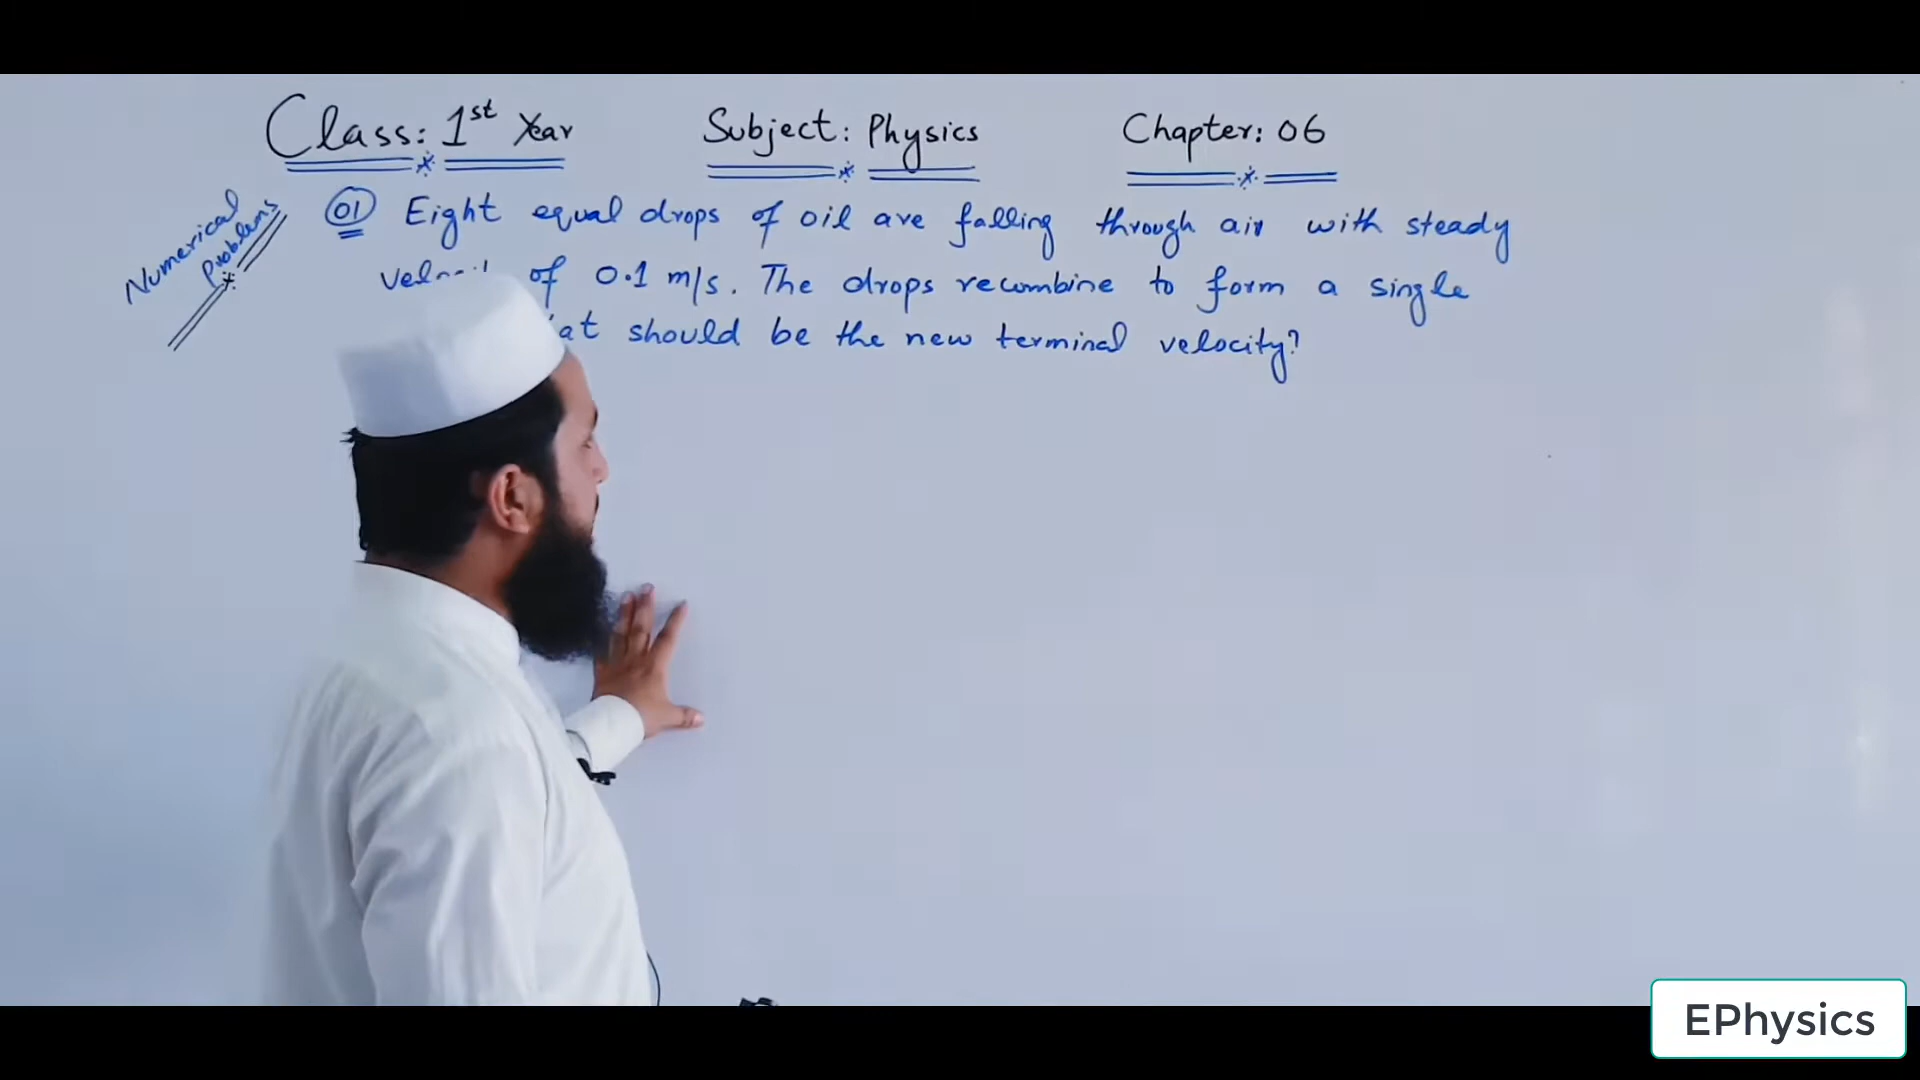 Class: 1st Year Subject: Physics Chapter: 06
Numerical
Problems
01 Eight equal drops of oil are falling through air with steady
of 0.1 m/s. The drops recombine to form a single
should be the new terminal velocity?
EPhysics